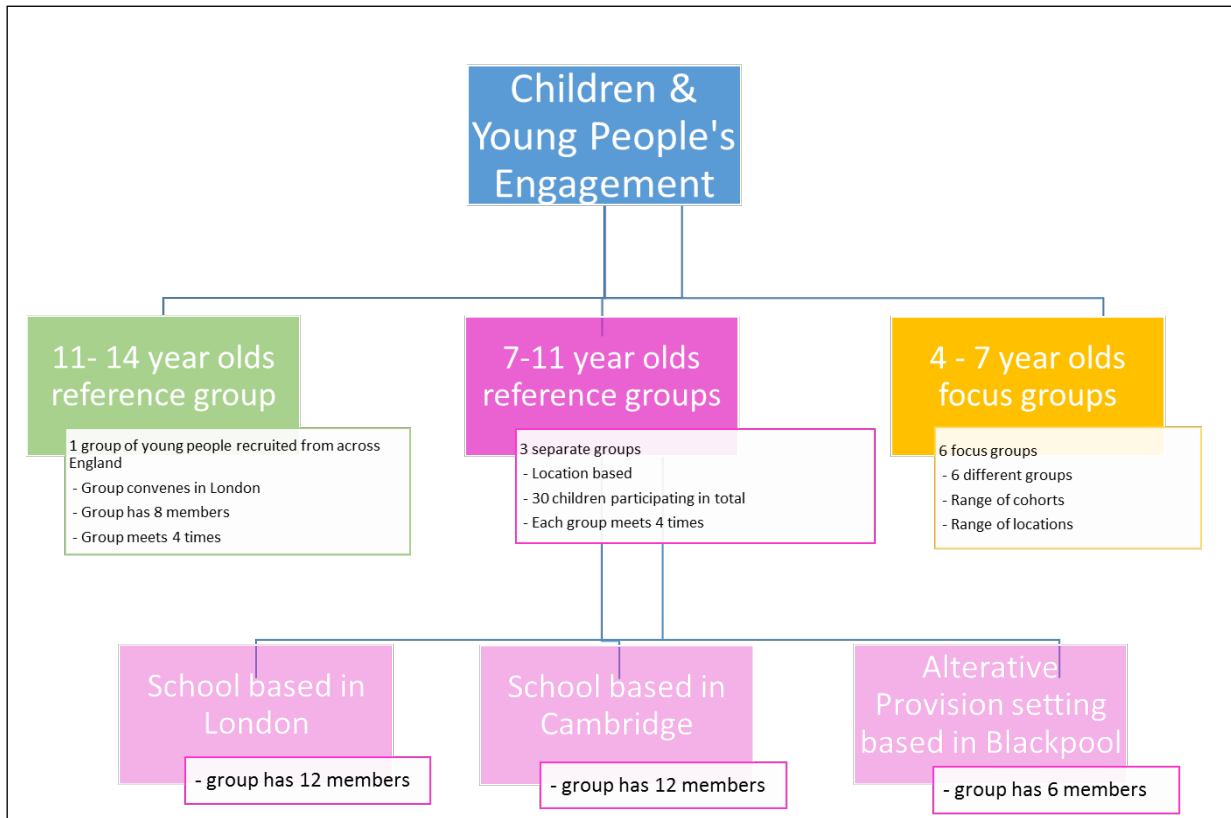 Children &
Young People's
Engagement
11- 14 year olds
reference group
1 group of young people recruited from across
England
- Group convenes in London
- Group has 8 members
- Group meets 4 times
7-11 year olds
reference groups
3 separate groups
- Location based
- 30 children participating in total
- Each group meets 4 times
4 - 7 year olds
focus groups
6 focus groups
- 6 different groups
- Range of cohorts
- Range of locations
School based in
London
- group has 12 members
School based in
Cambridge
- group has 12 members
Alterative
Provision setting
based in Blackpool
- group has 6 members